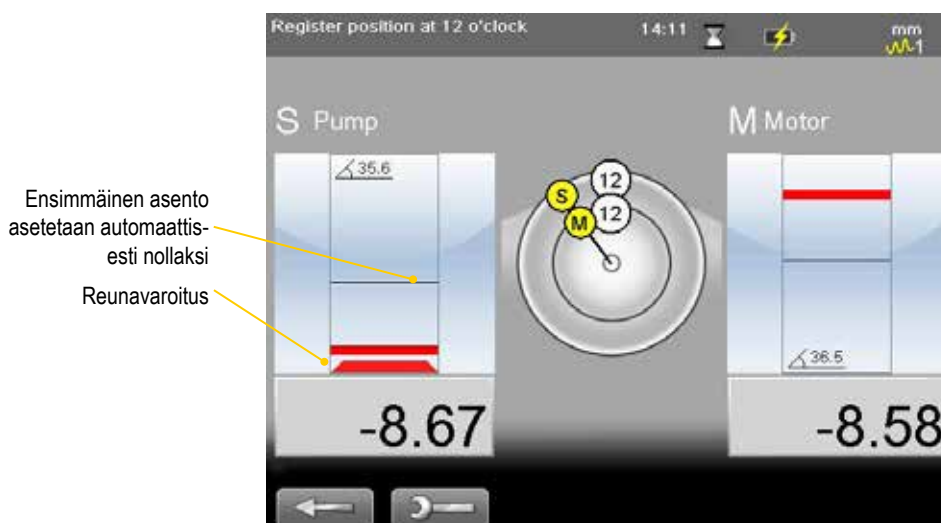 Register position at 12 o'clock
14:11
mm
1
S Pump
M Motor
35.6
12
S
12
M
Ensimmäinen asento
asetetaan automaattis-
esti nollaksi
Reunavaroitus
36.5
-8.67
-8.58